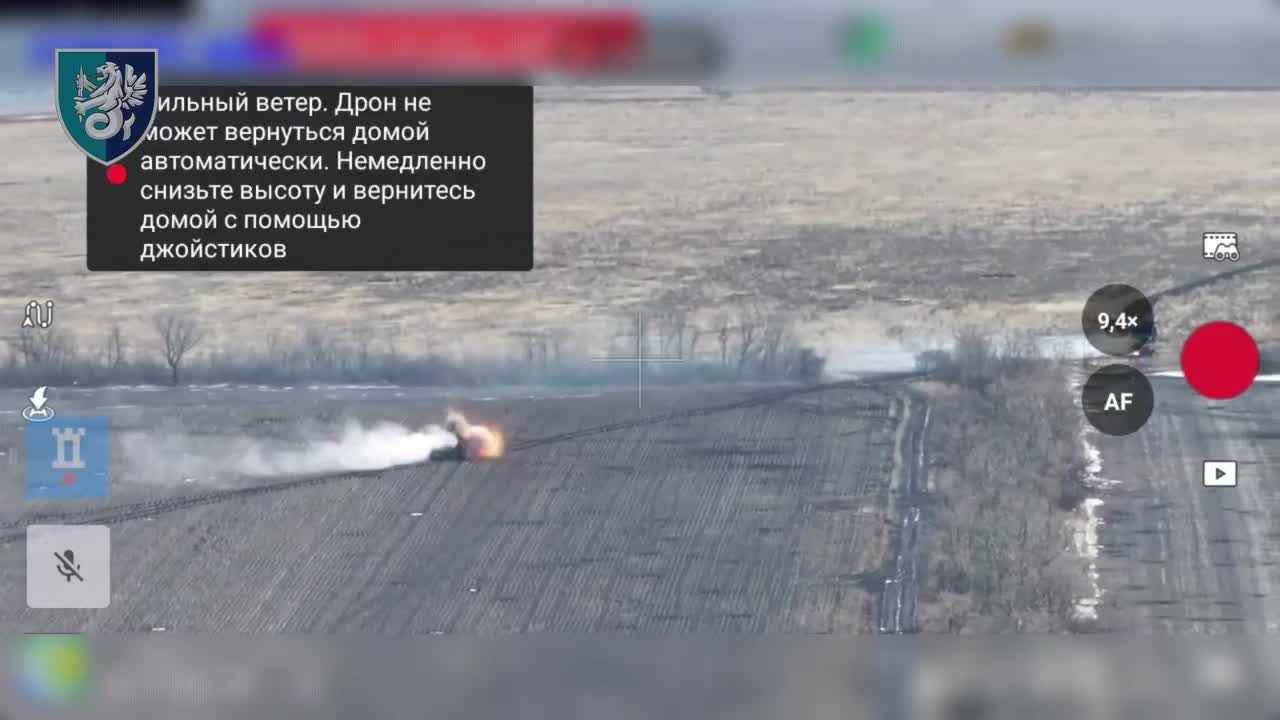 ильный ветер. Дрон не
может вернуться домой
автоматически. Немедленно
снизьте высоту и вернитесь
домой с помощью
джойстиков
9,4×
AF